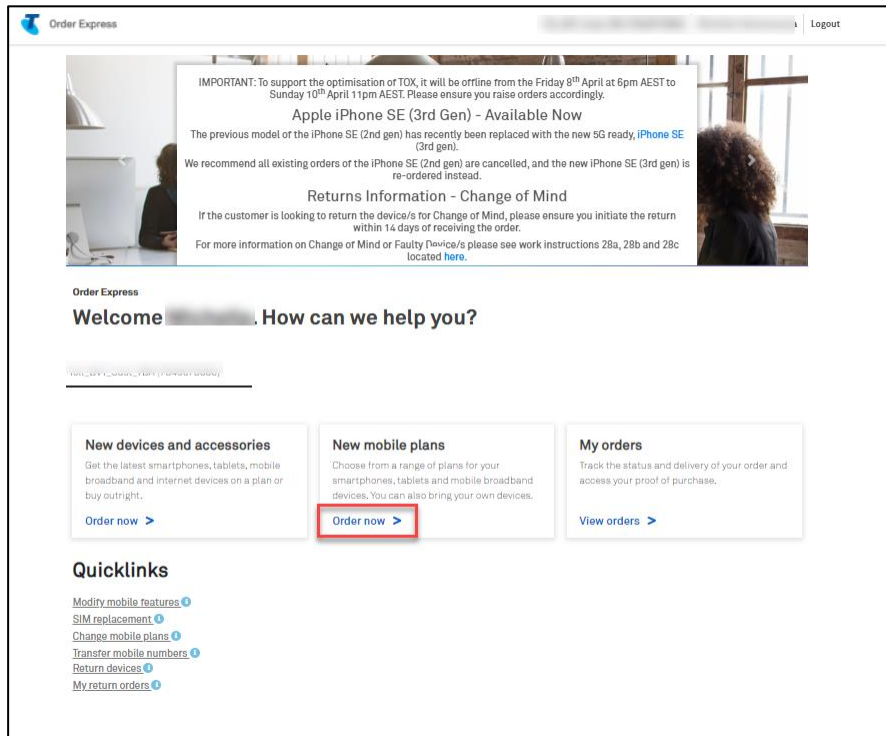 Order Express
Logout
IMPORTANT: To support the optimisation of TOX, it will be offline from the Friday 8th April at 6pm AEST to
Sunday 10th April 11pm AEST. Please ensure you raise orders accordingly.
Apple iPhone SE (3rd Gen) - Available Now
The previous model of the iPhone SE (2nd gen) has recently been replaced with the new 5G ready, iPhone SE
(3rd gen).
We recommend all existing orders of the iPhone SE (2nd gen) are cancelled, and the new iPhone SE (3rd gen) is
re-ordered instead.
Returns Information - Change of Mind
If the customer is looking to return the device/s for Change of Mind, please ensure you initiate the return
within 14 days of receiving the order.
For more information on Change of Mind or Faulty Device/s please see work instructions 28a, 28b and 28c
located here.
Order Express
Welcome . How can we help you?
New devices and accessories
Get the latest smartphones, tablets, mobile
broadband and internet devices on a plan or
buy outright.
Order now >
New mobile plans
Choose from a range of plans for your
smartphones, tablets and mobile broadband
devices. You can also bring your own devices.
Order now >
My orders
Track the status and delivery of your order and
access your proof of purchase.
View orders >
Quicklinks
Modify mobile features
SIM replacement
Change mobile plans
Transfer mobile numbers
Return devices
My return orders